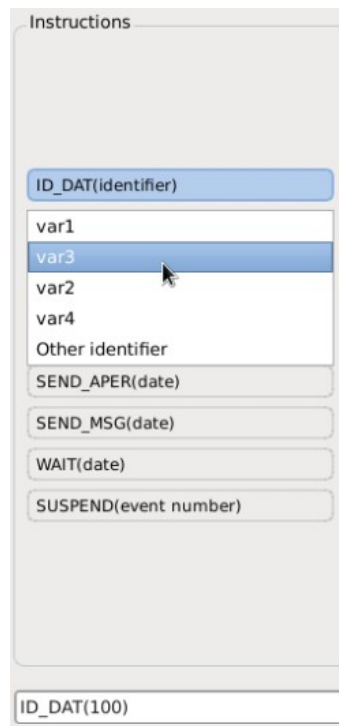 Instructions
ID_DAT(identifier)
var1
var3
var2
var4
Other identifier
SEND_APER(date)
SEND_MSG(date)
WAIT(date)
SUSPEND(event number)
ID_DAT(100)